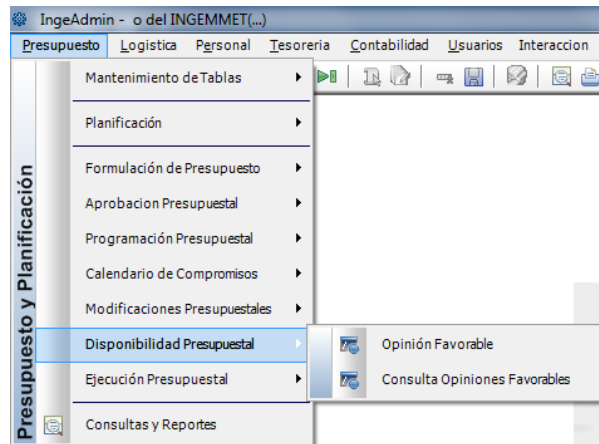 IngeAdmin - o del INGEMMET(...)
Presupuesto Logistica Personal Tesoreria Contabilidad Usuarios Interaccion
Mantenimiento de Tablas
Planificación
Formulación de Presupuesto
Aprobacion Presupuestal
Programación Presupuestal
Calendario de Compromisos
Modificaciones Presupuestales
Disponibilidad Presupuestal
Opinión Favorable
Ejecución Presupuestal
Consulta Opiniones Favorables
Consultas y Reportes
Presupuesto y Planificación